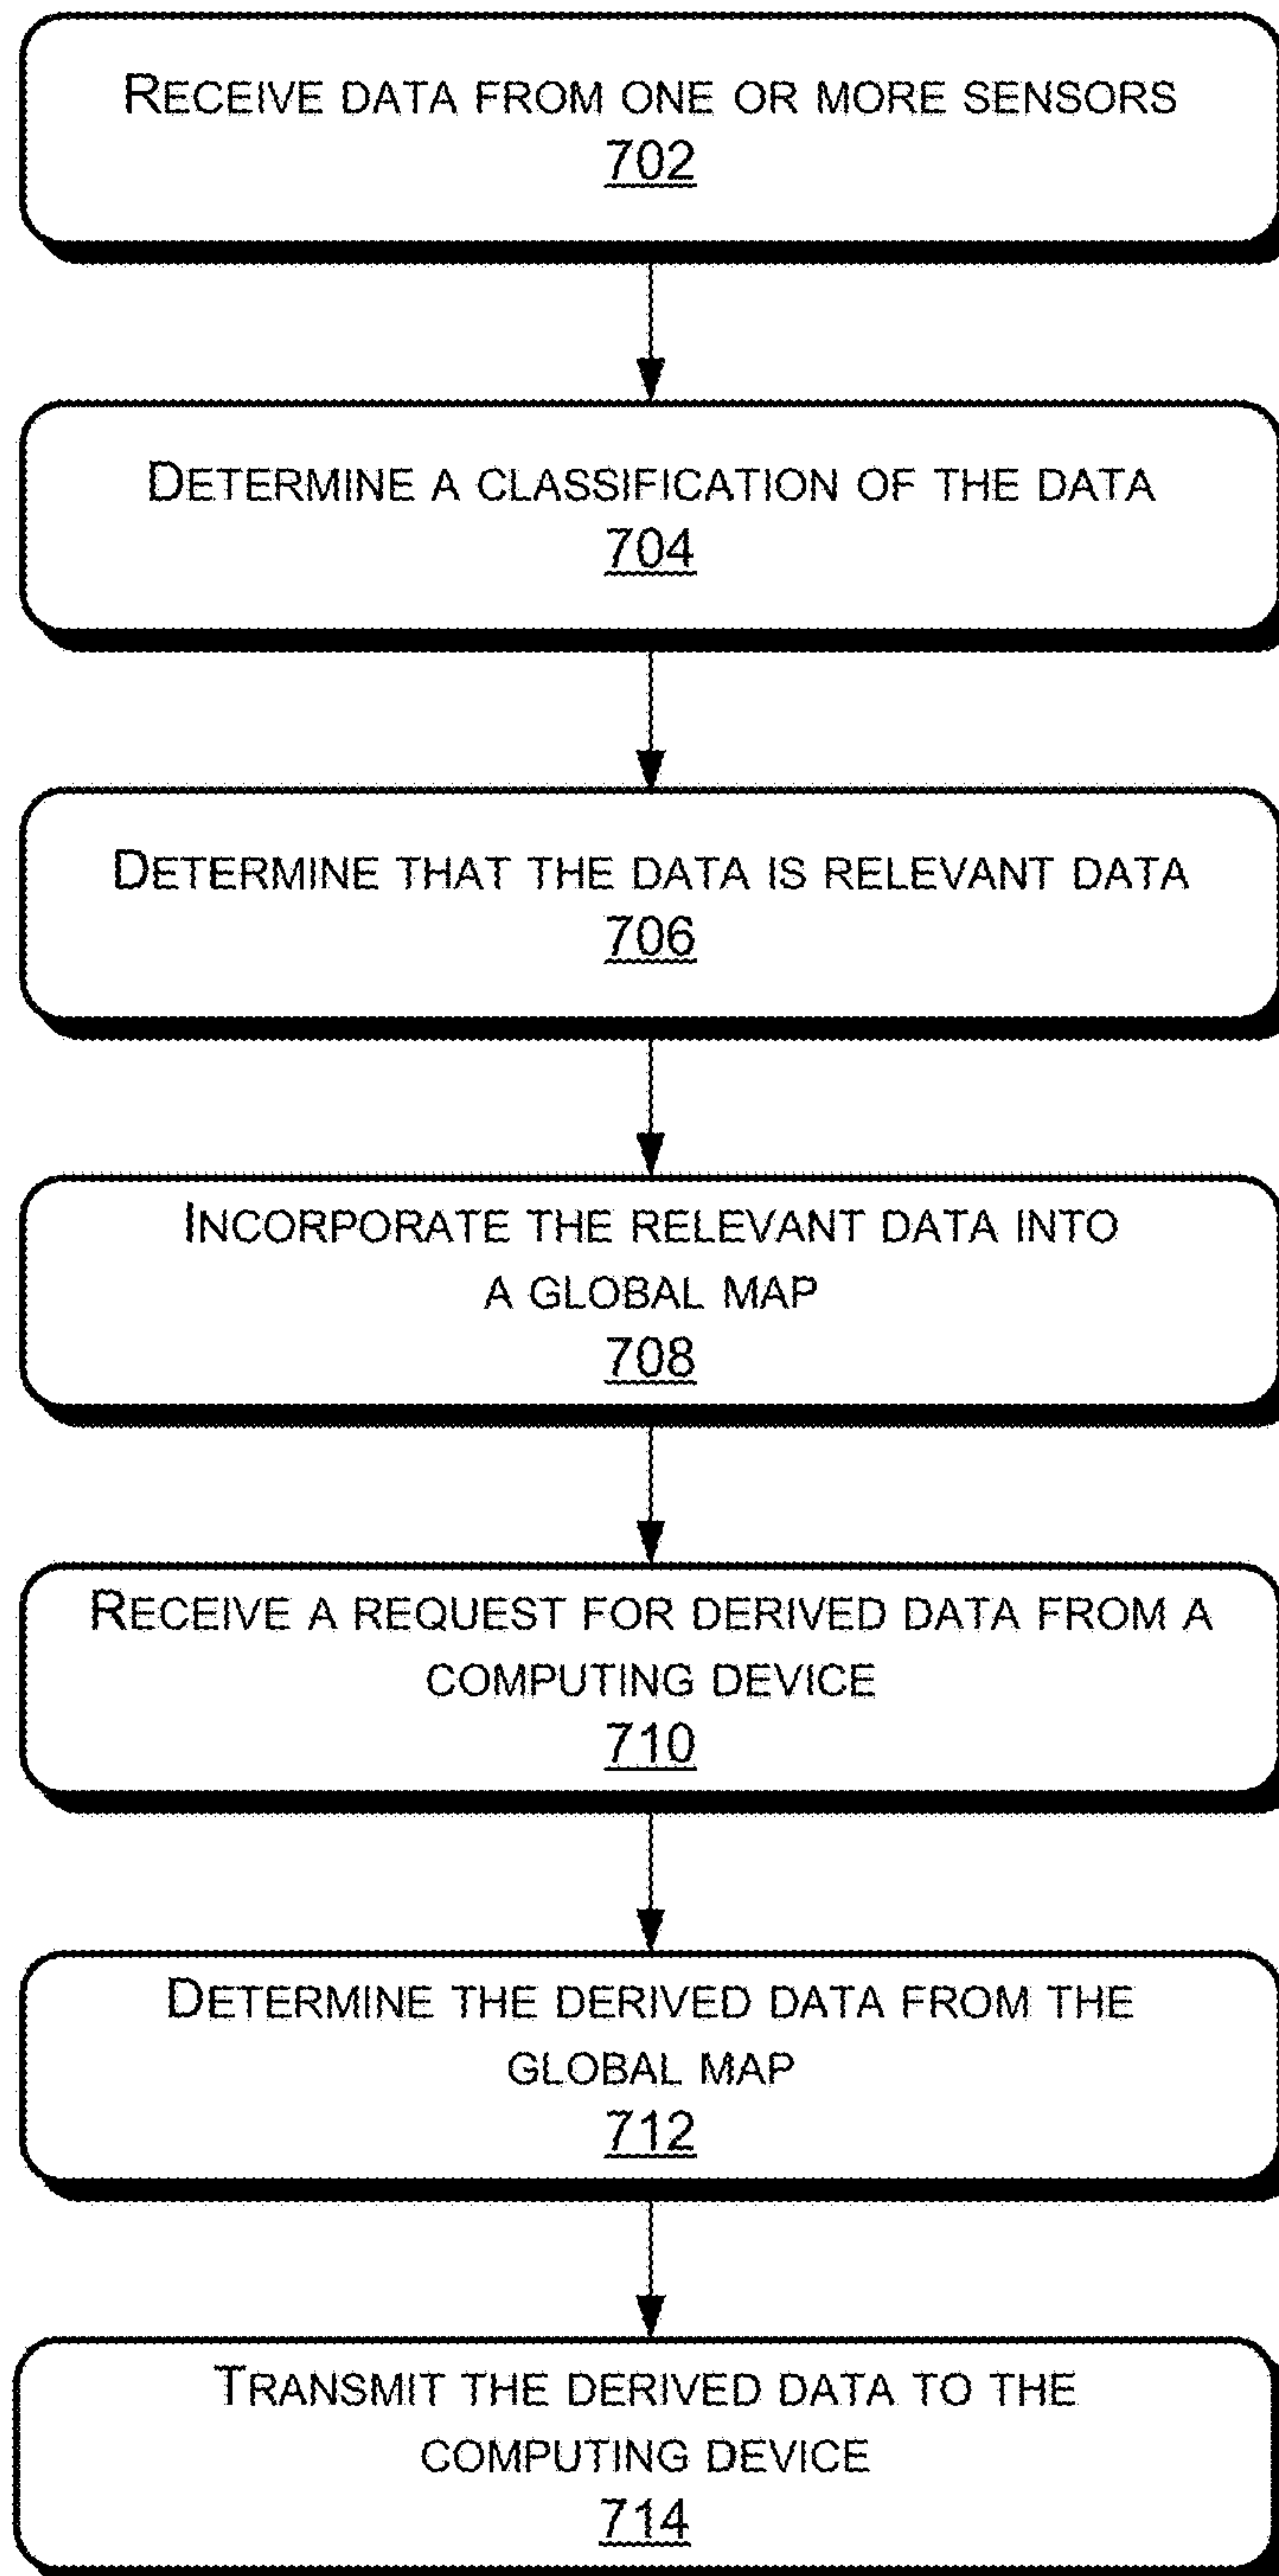 RECEIVE DATA FROM ONE OR MORE SENSORS
702
DETERMINE A CLASSIFICATION OF THE DATA
704
DETERMINE THAT THE DATA IS RELEVANT DATA
706
INCORPORATE THE RELEVANT DATA INTO
A GLOBAL MAP
708
RECEIVE A REQUEST FOR DERIVED DATA FROM A
COMPUTING DEVICE
710
DETERMINE THE DERIVED DATA FROM THE
GLOBAL MAP
712
TRANSMIT THE DERIVED DATA TO THE
COMPUTING DEVICE
714